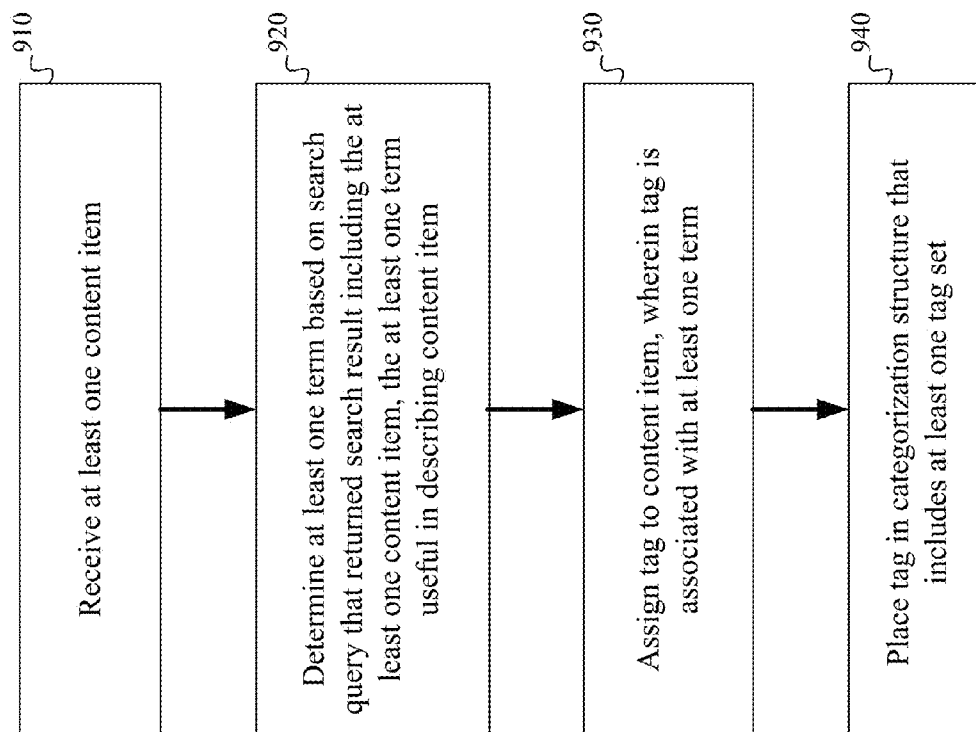 910
Receive at least one content item
920
Determine at least one term based on search
query that returned search result including the at
least one content item, the at least one term
useful in describing content item
930
Assign tag to content item, wherein tag is
associated with at least one term
940
Place tag in categorization structure that
includes at least one tag set